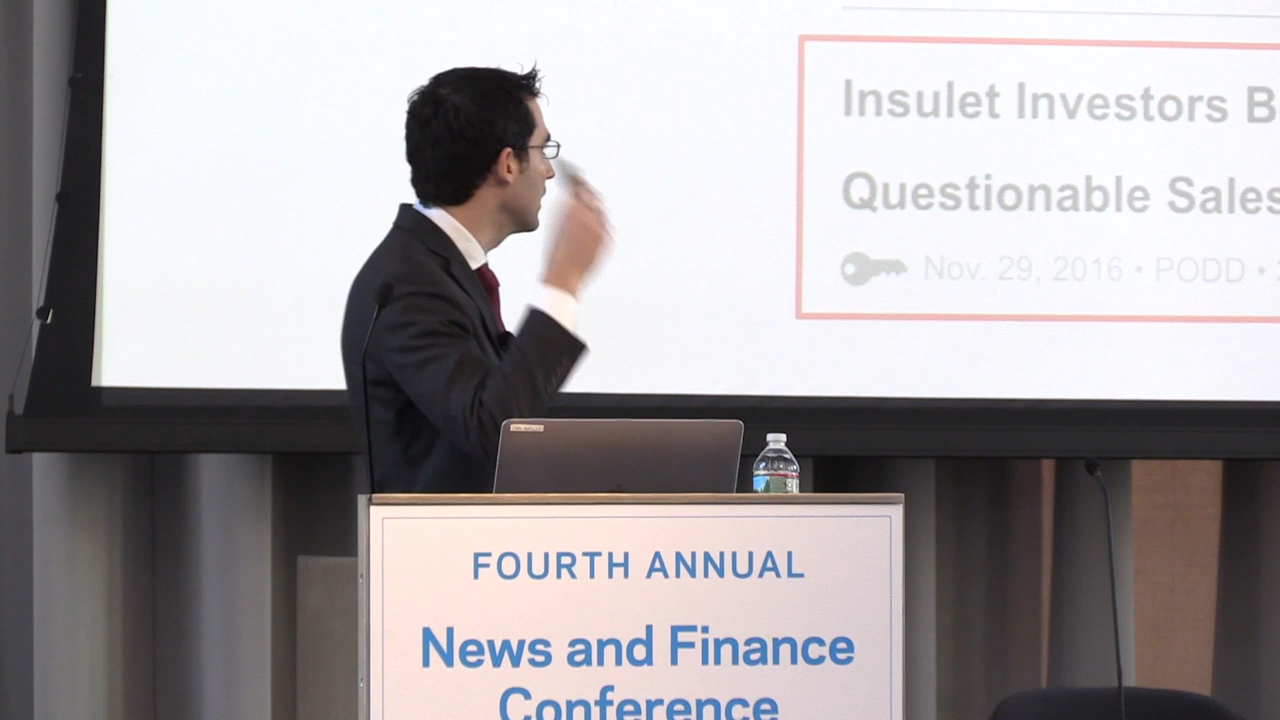 Insulet Investors B
Questionable Sales
Nov. 29, 2016 • PODD •
FOURTH ANNUAL
News and Finance
Conference